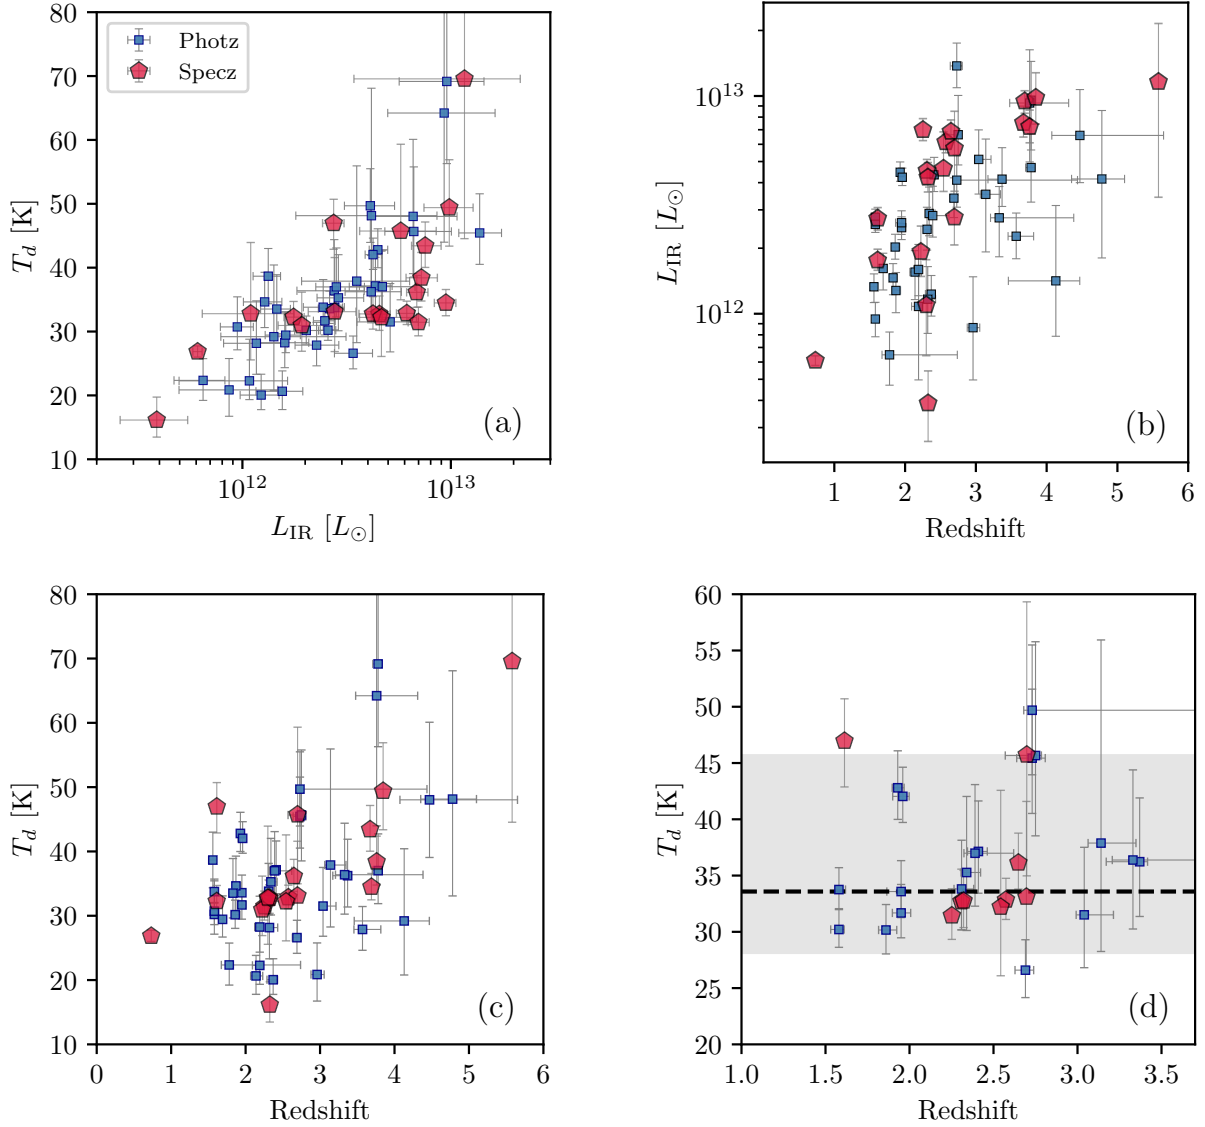 80
70
60
50
40
30
20
10
T_d [K]
Photz
Specz
(a)
10^12 10^13
L_IR [L_⊙]
10^13
10^12
L_IR [L_⊙]
(b)
1 2 3 4 5 6
Redshift
80
70
60
50
40
30
20
10
T_d [K]
(c)
0 1 2 3 4 5 6
Redshift
60
55
50
45
40
35
30
25
20
T_d [K]
(d)
1.0 1.5 2.0 2.5 3.0 3.5
Redshift